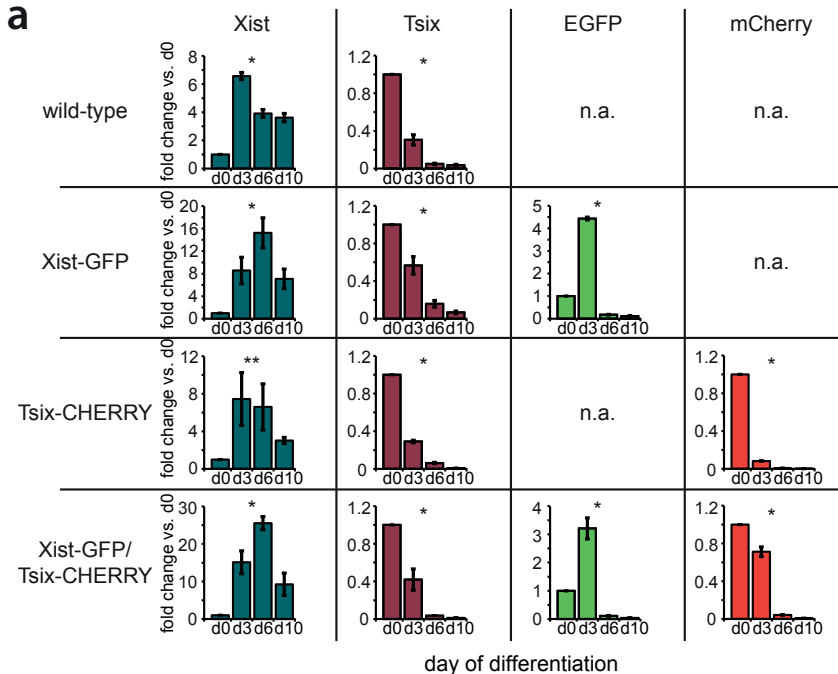 a
Xist Tsix EGFP mCherry
wild-type
fold change vs. d0
8
6
4
2
0
d0 d3 d6 d10
*
1.2
0.8
0.4
0
d0 d3 d6 d10
*
n.a.
n.a.
Xist-GFP
fold change vs. d0
20
16
12
8
4
0
d0 d3 d6 d10
*
1.2
0.8
0.4
0
d0 d3 d6 d10
*
5
4
3
2
1
0
d0 d3 d6 d10
*
n.a.
Tsix-CHERRY
fold change vs. d0
12
8
4
0
d0 d3 d6 d10
**
1.2
0.8
0.4
0
d0 d3 d6 d10
*
n.a.
1.2
0.8
0.4
0
d0 d3 d6 d10
*
Xist-GFP/
Tsix-CHERRY
fold change vs. d0
30
20
10
0
d0 d3 d6 d10
*
1.2
0.8
0.4
0
d0 d3 d6 d10
*
4
3
2
1
0
d0 d3 d6 d10
*
1.2
0.8
0.4
0
d0 d3 d6 d10
*
day of differentiation